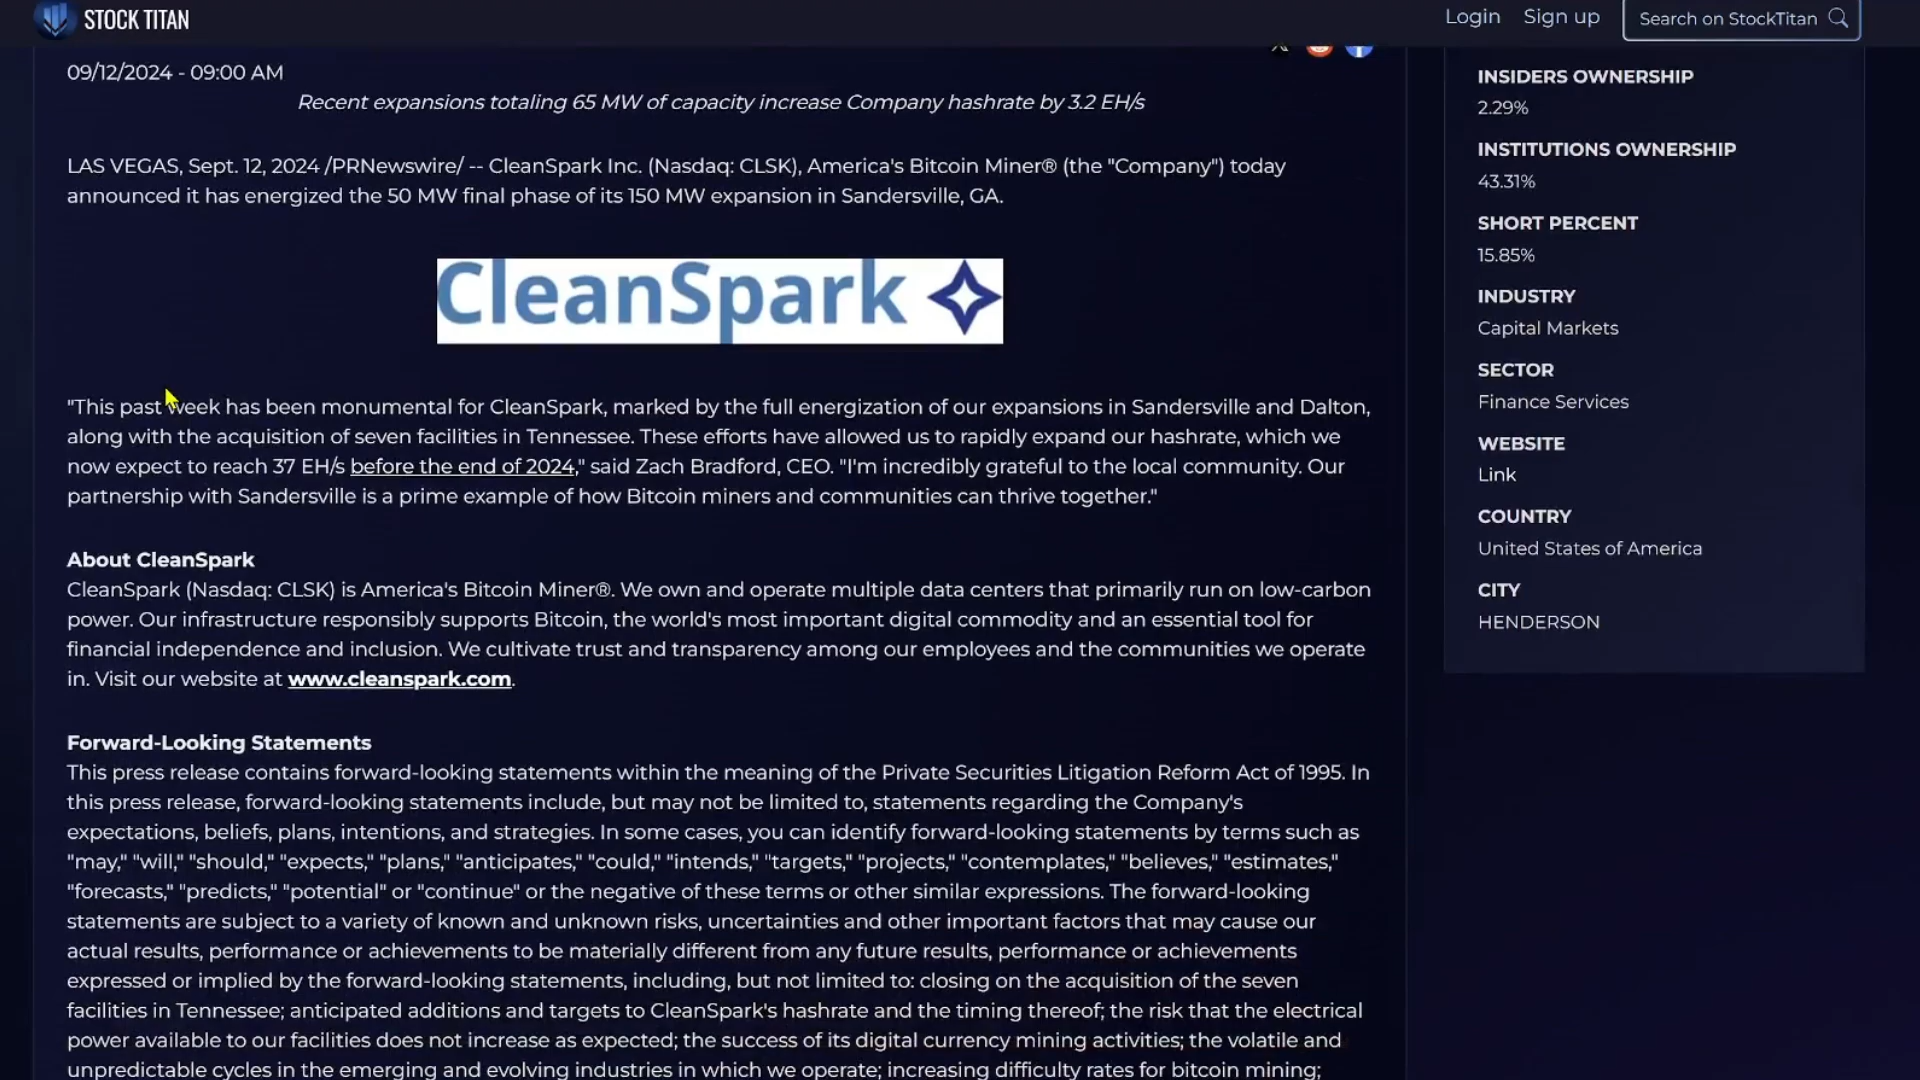 STOCK TITAN
Login
Sign up
Search on StockTitan
09/12/2024 - 09:00 AM
Recent expansions totaling 65 MW of capacity increase Company hashrate by 3.2 EH/s
LAS VEGAS, Sept. 12, 2024 /PRNewswire/ -- CleanSpark Inc. (Nasdaq: CLSK), America's Bitcoin Miner® (the "Company") today
announced it has energized the 50 MW final phase of its 150 MW expansion in Sandersville, GA.
CleanSpark
"This past week has been monumental for CleanSpark, marked by the full energization of our expansions in Sandersville and Dalton,
along with the acquisition of seven facilities in Tennessee. These efforts have allowed us to rapidly expand our hashrate, which we
now expect to reach 37 EH/s before the end of 2024," said Zach Bradford, CEO. "I'm incredibly grateful to the local community. Our
partnership with Sandersville is a prime example of how Bitcoin miners and communities can thrive together."
About CleanSpark
CleanSpark (Nasdaq: CLSK) is America's Bitcoin Miner®. We own and operate multiple data centers that primarily run on low-carbon
power. Our infrastructure responsibly supports Bitcoin, the world's most important digital commodity and an essential tool for
financial independence and inclusion. We cultivate trust and transparency among our employees and the communities we operate
in. Visit our website at www.cleanspark.com.
Forward-Looking Statements
This press release contains forward-looking statements within the meaning of the Private Securities Litigation Reform Act of 1995. In
this press release, forward-looking statements include, but may not be limited to, statements regarding the Company's
expectations, beliefs, plans, intentions, and strategies. In some cases, you can identify forward-looking statements by terms such as
"may," "will," "should," "expects," "plans," "anticipates," "could," "intends," "targets," "projects," "contemplates," "believes," "estimates,"
"forecasts," "predicts," "potential" or "continue" or the negative of these terms or other similar expressions. The forward-looking
statements are subject to a variety of known and unknown risks, uncertainties and other important factors that may cause our
actual results, performance or achievements to be materially different from any future results, performance or achievements
expressed or implied by the forward-looking statements, including, but not limited to: closing on the acquisition of the seven
facilities in Tennessee; anticipated additions and targets to CleanSpark's hashrate and the timing thereof; the risk that the electrical
power available to our facilities does not increase as expected; the success of its digital currency mining activities; the volatile and
unpredictable cycles in the emerging and evolving industries in which we operate; increasing difficulty rates for bitcoin mining;
INSIDERS OWNERSHIP
2.29%
INSTITUTIONS OWNERSHIP
43.31%
SHORT PERCENT
15.85%
INDUSTRY
Capital Markets
SECTOR
Finance Services
WEBSITE
Link
COUNTRY
United States of America
CITY
HENDERSON